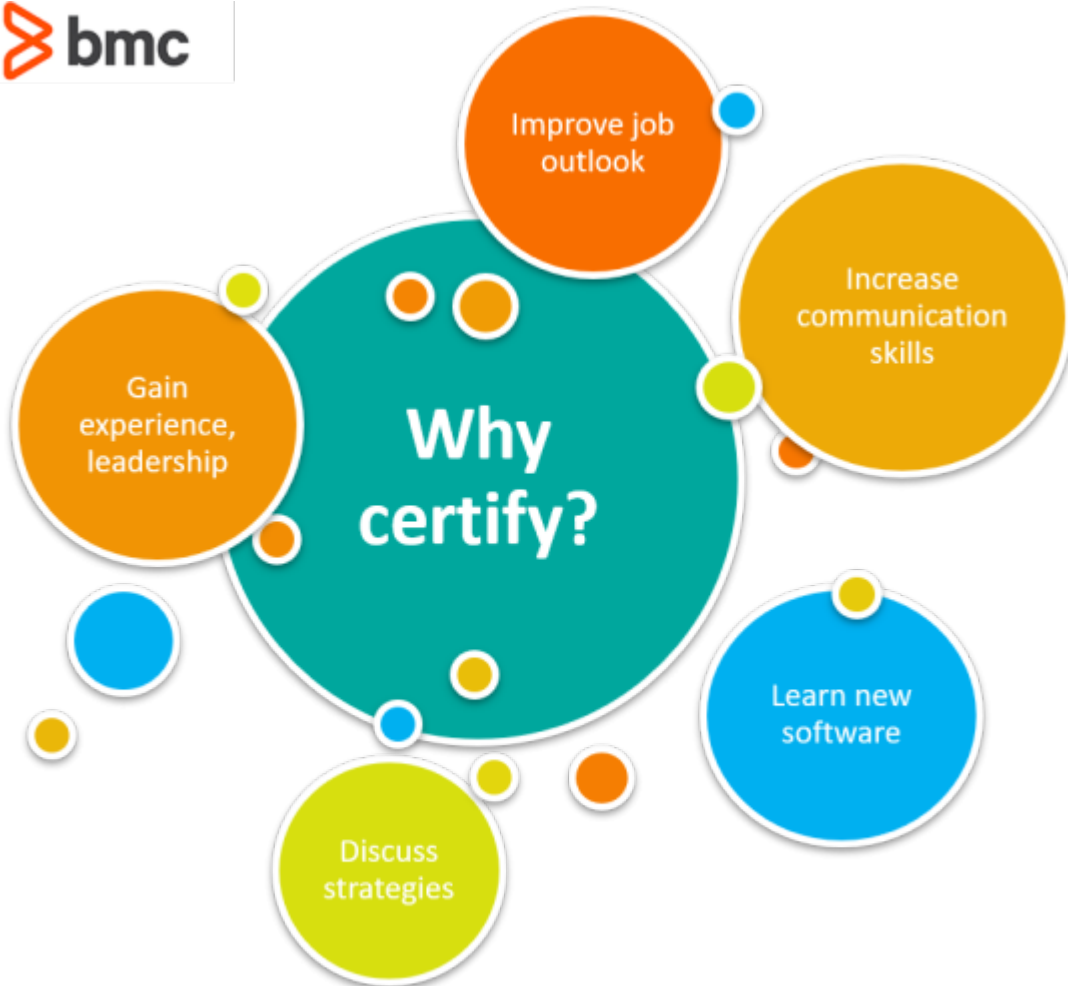 bmc
Improve job
outlook
Increase
communication
skills
Gain
experience,
leadership
Why
certify?
Learn new
software
Discuss
strategies